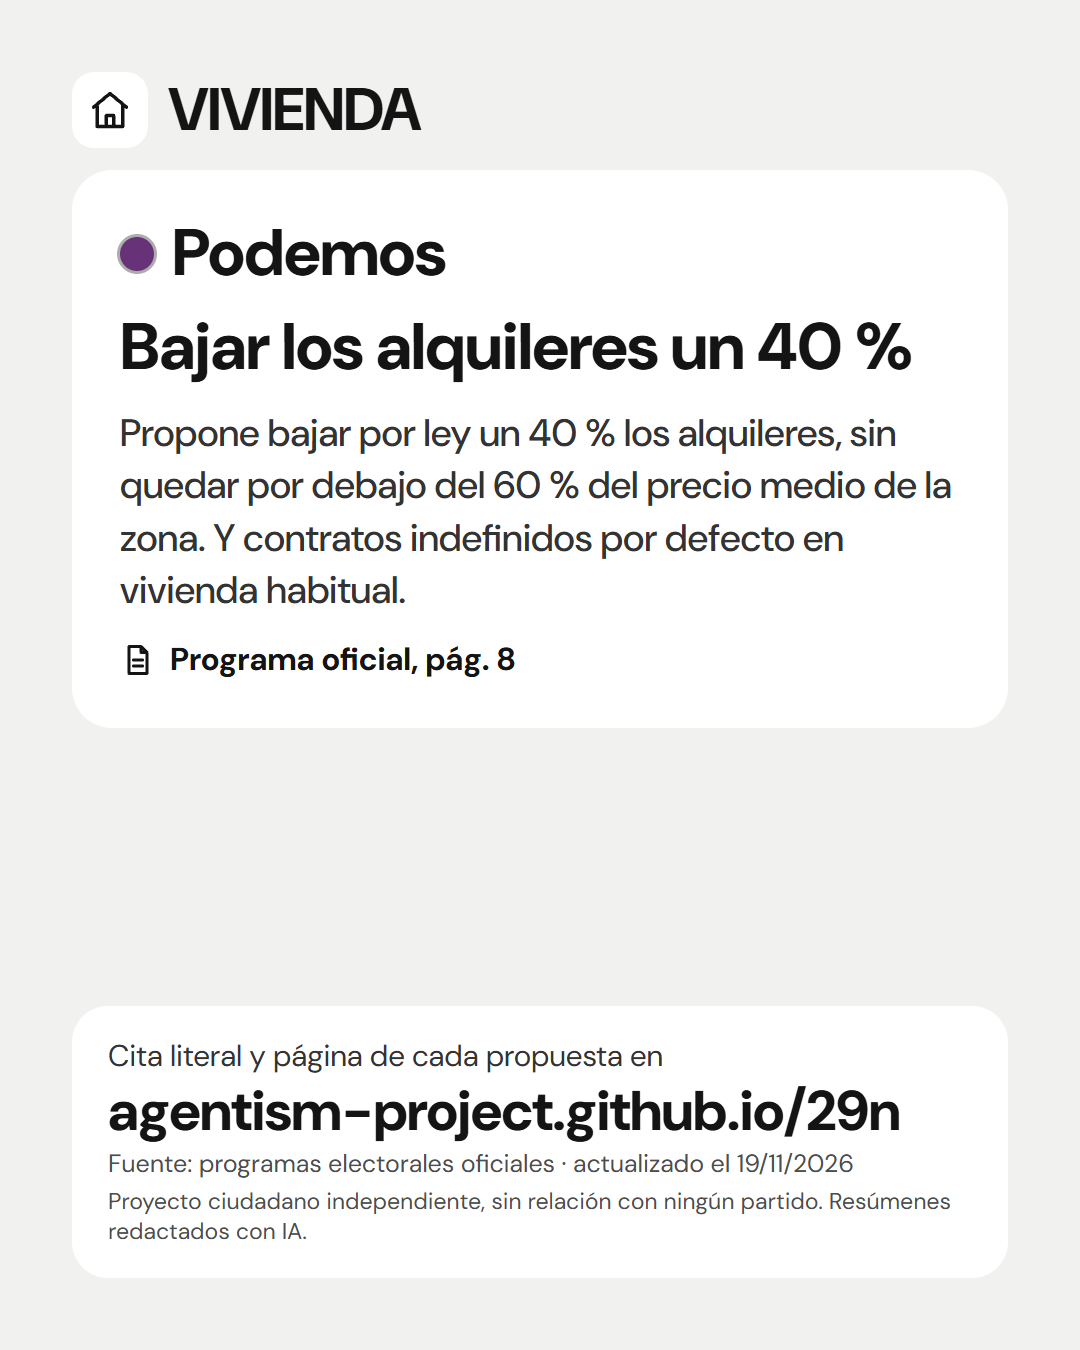 VIVIENDA
Podemos
Bajar los alquileres un 40 %
Propone bajar por ley un 40 % los alquileres, sin
quedar por debajo del 60 % del precio medio de la
zona. Y contratos indefinidos por defecto en
vivienda habitual.
Programa oficial, pág. 8
Cita literal y página de cada propuesta en
agentism-project.github.io/29n
Fuente: programas electorales oficiales · actualizado el 19/11/2026
Proyecto ciudadano independiente, sin relación con ningún partido. Resúmenes
redactados con IA.